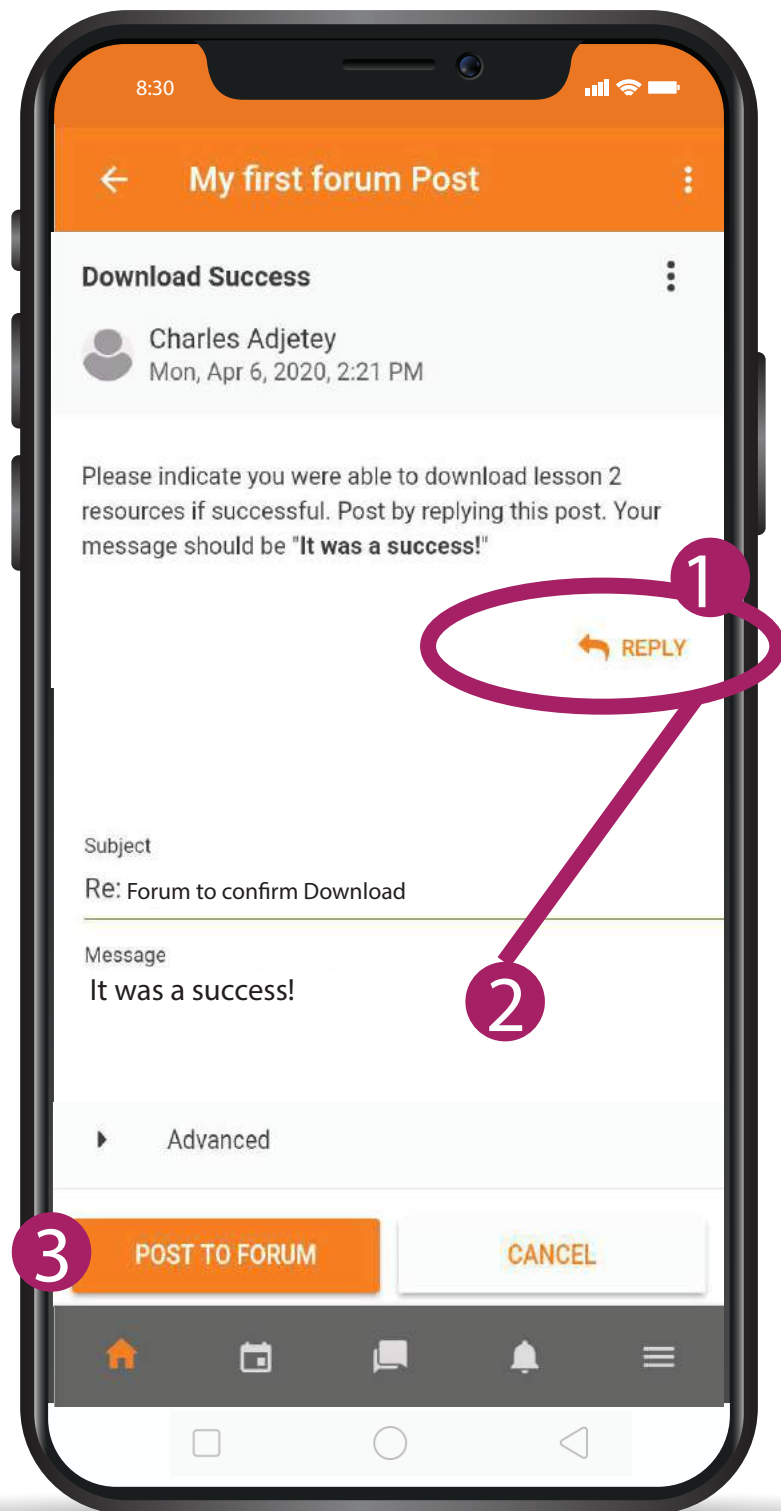 8:30
My first forum Post
Download Success
Charles Adjetey
Mon, Apr 6, 2020, 2:21 PM
Please indicate you were able to download lesson 2
resources if successful. Post by replying this post. Your
message should be "It was a success!"
1
REPLY
Subject
Re: Forum to confirm Download
Message
It was a success!
2
Advanced
3
POST TO FORUM
CANCEL